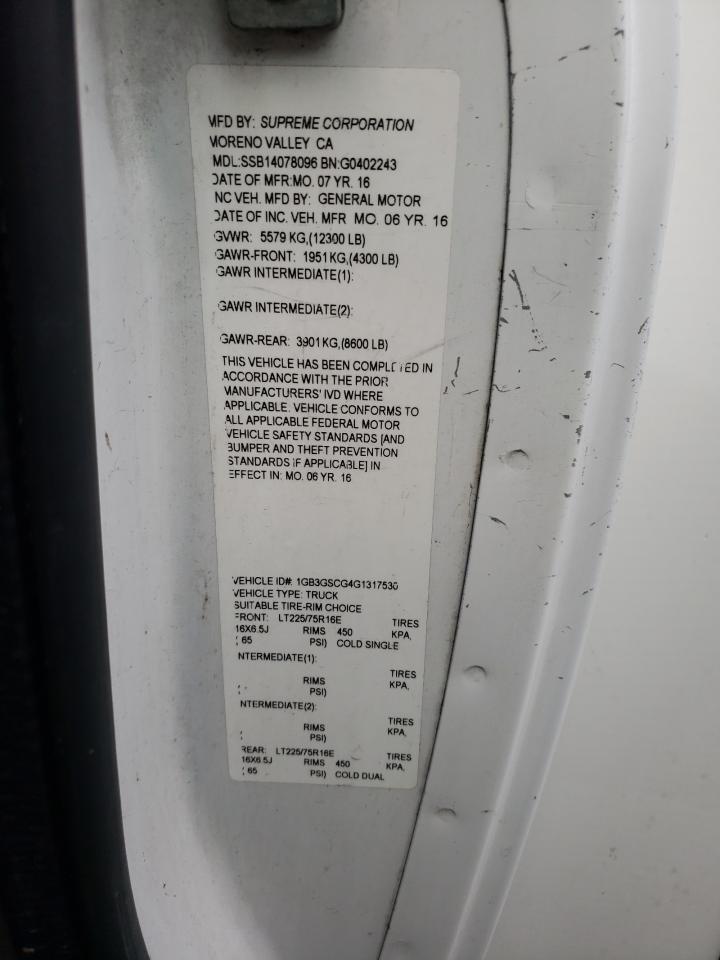 MFD BY: SUPREME CORPORATION
MORENO VALLEY CA
MDL:SSB14078096 BN:G0402243
DATE OF MFR:MO. 07 YR. 16
INC VEH. MFD BY: GENERAL MOTOR
DATE OF INC. VEH. MFR MO. 06 YR. 16
GVWR: 5579 KG,(12300 LB)
GAWR-FRONT: 1951KG,(4300 LB)
GAWR INTERMEDIATE(1):
GAWR INTERMEDIATE(2):
GAWR-REAR: 3901KG,(8600 LB)
THIS VEHICLE HAS BEEN COMPLETED IN
ACCORDANCE WITH THE PRIOR
MANUFACTURERS' IVD WHERE
APPLICABLE. VEHICLE CONFORMS TO
ALL APPLICABLE FEDERAL MOTOR
VEHICLE SAFETY STANDARDS [AND
BUMPER AND THEFT PREVENTION
STANDARDS IF APPLICABLE] IN
EFFECT IN: MO. 06 YR. 16
VEHICLE ID# 1GB3GSCG4G1317530
VEHICLE TYPE: TRUCK
SUITABLE TIRE-RIM CHOICE
FRONT: LT225/75R16E TIRES
16X6.5J RIMS 450 KPA,
( 65 PSI) COLD SINGLE
INTERMEDIATE(1):
TIRES
RIMS KPA,
PSI)
INTERMEDIATE(2):
TIRES
RIMS KPA,
PSI)
REAR: LT225/75R16E TIRES
16X6.5J RIMS 450 KPA,
( 65 PSI) COLD DUAL